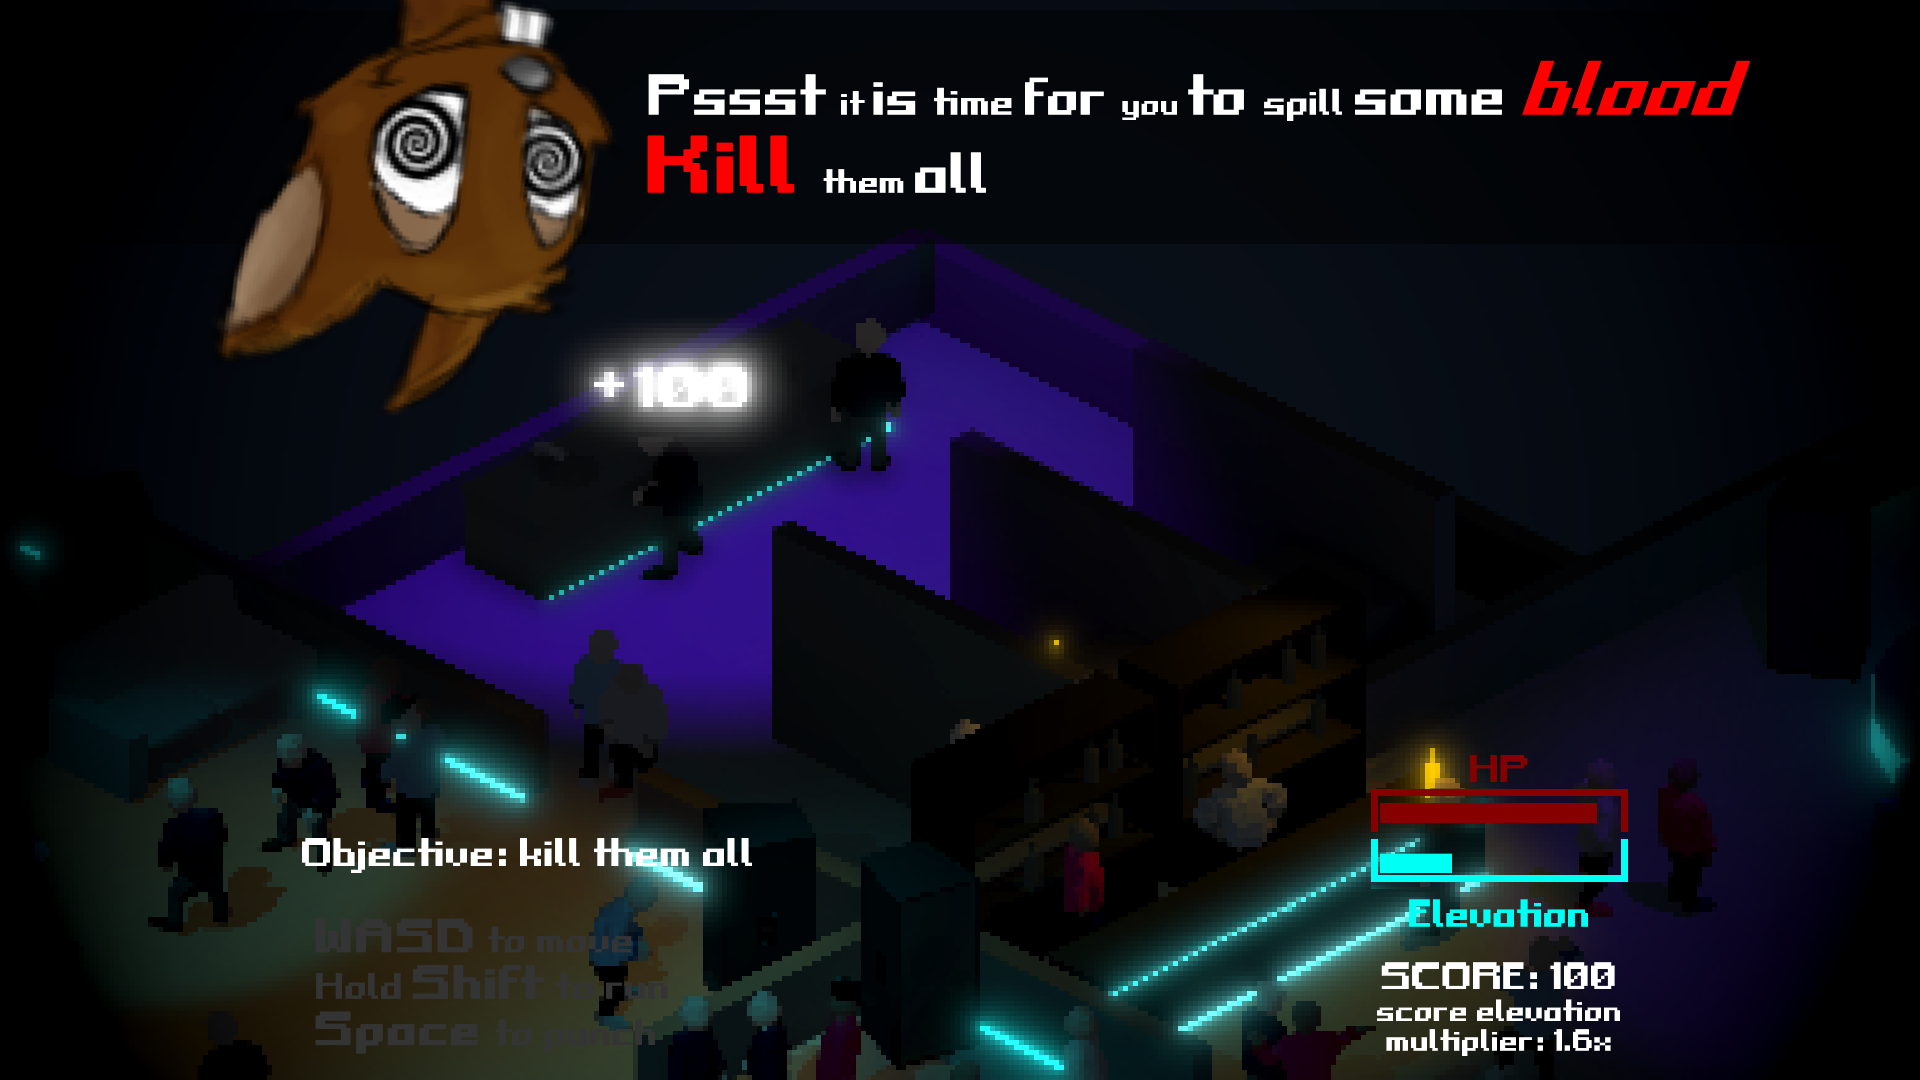 Pssst it is time for you to spill some blood
Kill them all
+100
HP
Objective: kill them all
Elevation
WASD to move
Hold Shift to run
Space to punch
SCORE: 100
score elevation
multiplier: 1.6x